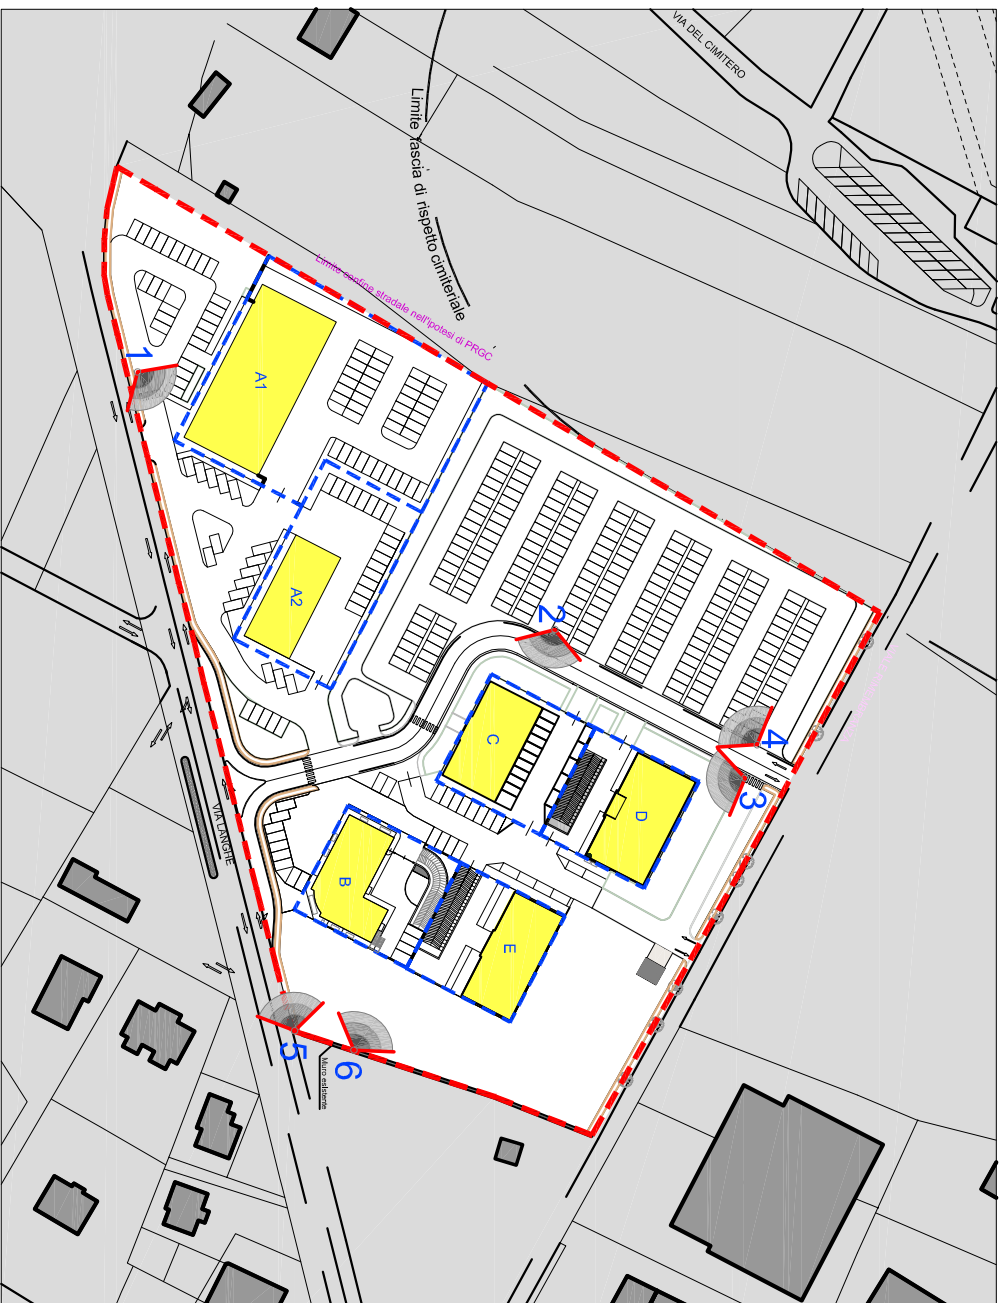 VIA DEL CIMITERO
Limite fascia di rispetto cimiteriale
Limite confine stradale nell'ipotesi di PRGC
A1
1
A2
2
C
D
4
3
B
E
VIA LANGHE
5
6
Muro esistente